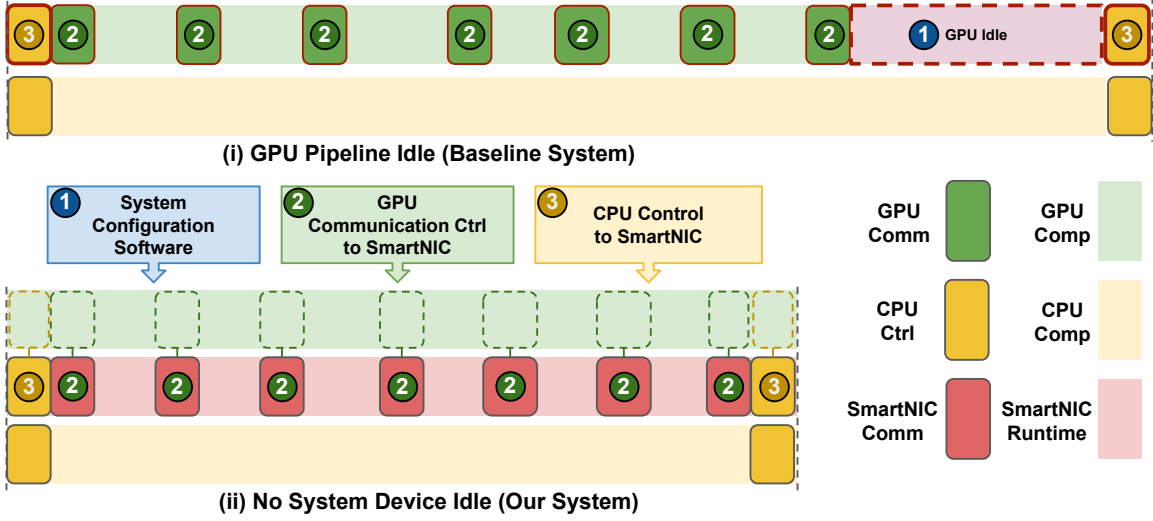 3 2 2 2 2 2 2 2 1 GPU Idle 3
(i) GPU Pipeline Idle (Baseline System)
1 System
Configuration
Software
2 GPU
Communication Ctrl
to SmartNIC
3 CPU Control
to SmartNIC
GPU
Comm
GPU
Comp
CPU
Ctrl
CPU
Comp
SmartNIC
Comm
SmartNIC
Runtime
3 2 2 2 2 2 2 2 3
(ii) No System Device Idle (Our System)